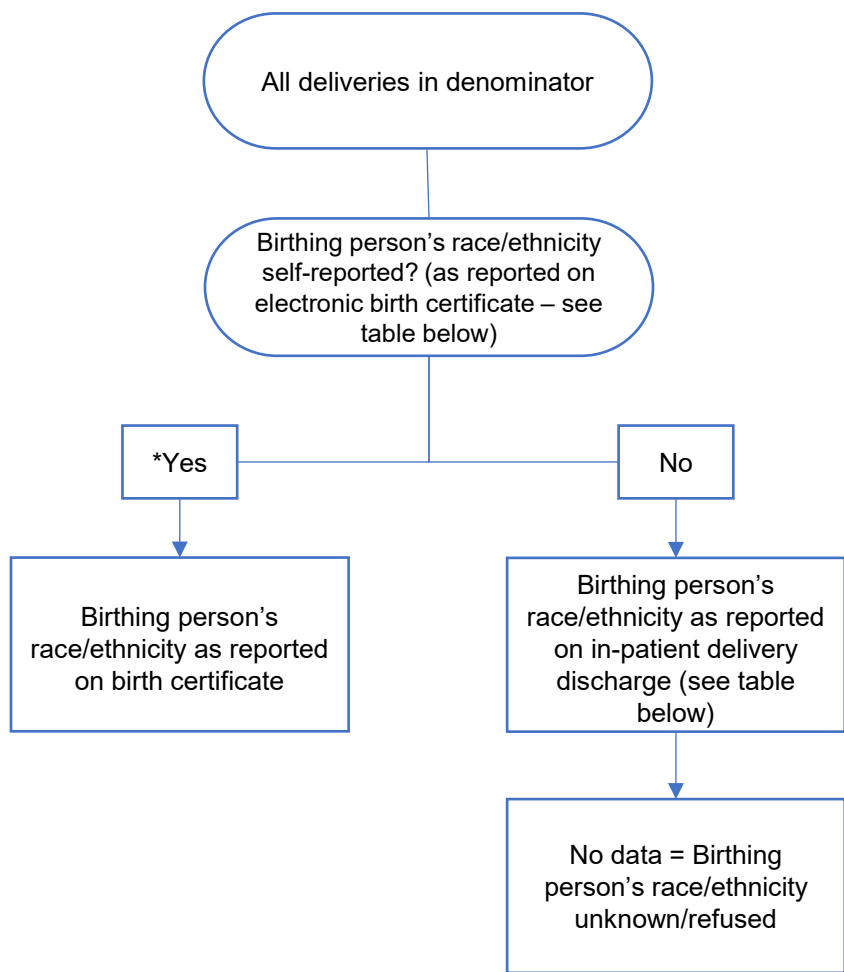 All deliveries in denominator
Birthing person’s race/ethnicity
self-reported? (as reported on
electronic birth certificate – see
table below)
*Yes
No
Birthing person’s
race/ethnicity as reported
on birth certificate
Birthing person’s
race/ethnicity as reported
on in-patient delivery
discharge (see table
below)
No data = Birthing
person’s race/ethnicity
unknown/refused